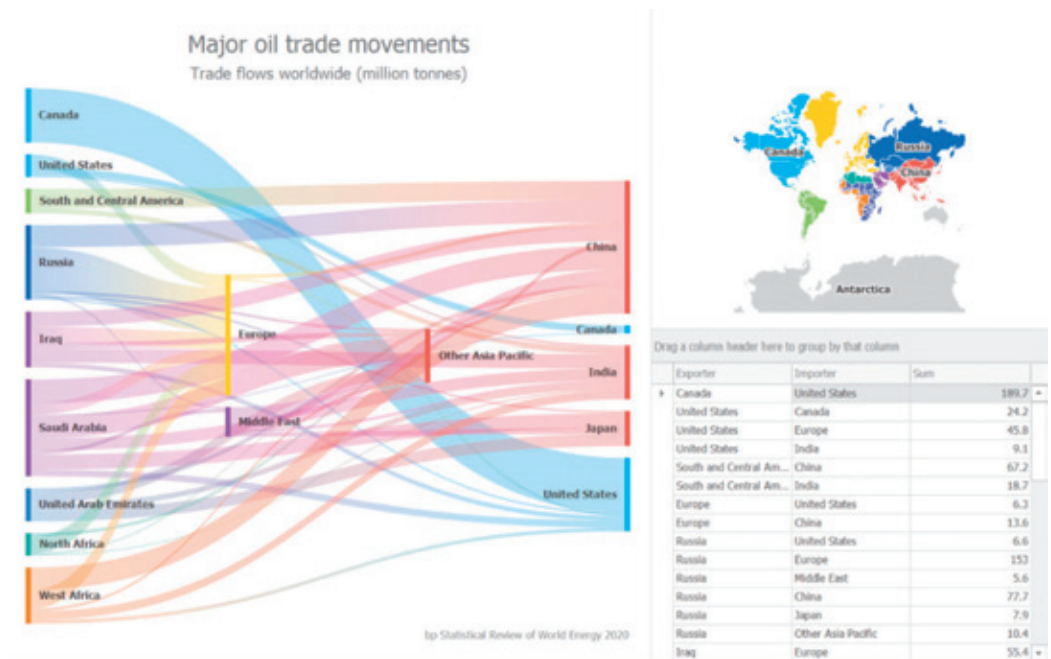 Major oil trade movements
Trade flows worldwide (million tonnes)
Canada
United States
South and Central America
Russia
Iraq
Saudi Arabia
United Arab Emirates
North Africa
West Africa
Europe
Middle East
Other Asia Pacific
China
Canada
India
Japan
United States
bp Statistical Review of World Energy 2020
Canada
Russia
China
Antarctica
Drag a column header here to group by that column
Exporter Importer Sum
Canada United States 189.7
United States Canada 24.2
United States Europe 45.8
United States India 9.1
South and Central Am... China 67.2
South and Central Am... India 18.7
Europe United States 6.3
Europe China 13.6
Russia United States 6.6
Russia Europe 153
Russia Middle East 5.6
Russia China 77.7
Russia Japan 7.9
Russia Other Asia Pacific 10.4
Iraq Europe 55.4